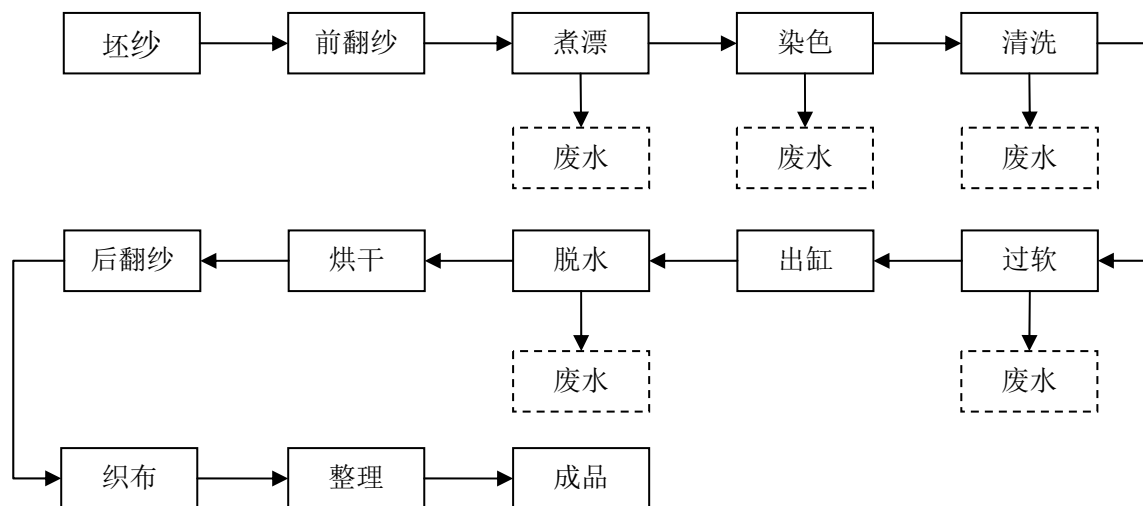 坯纱 前翻纱 煮漂 染色 清洗
废水 废水 废水
后翻纱 烘干 脱水 出缸 过软
废水 废水
织布 整理 成品